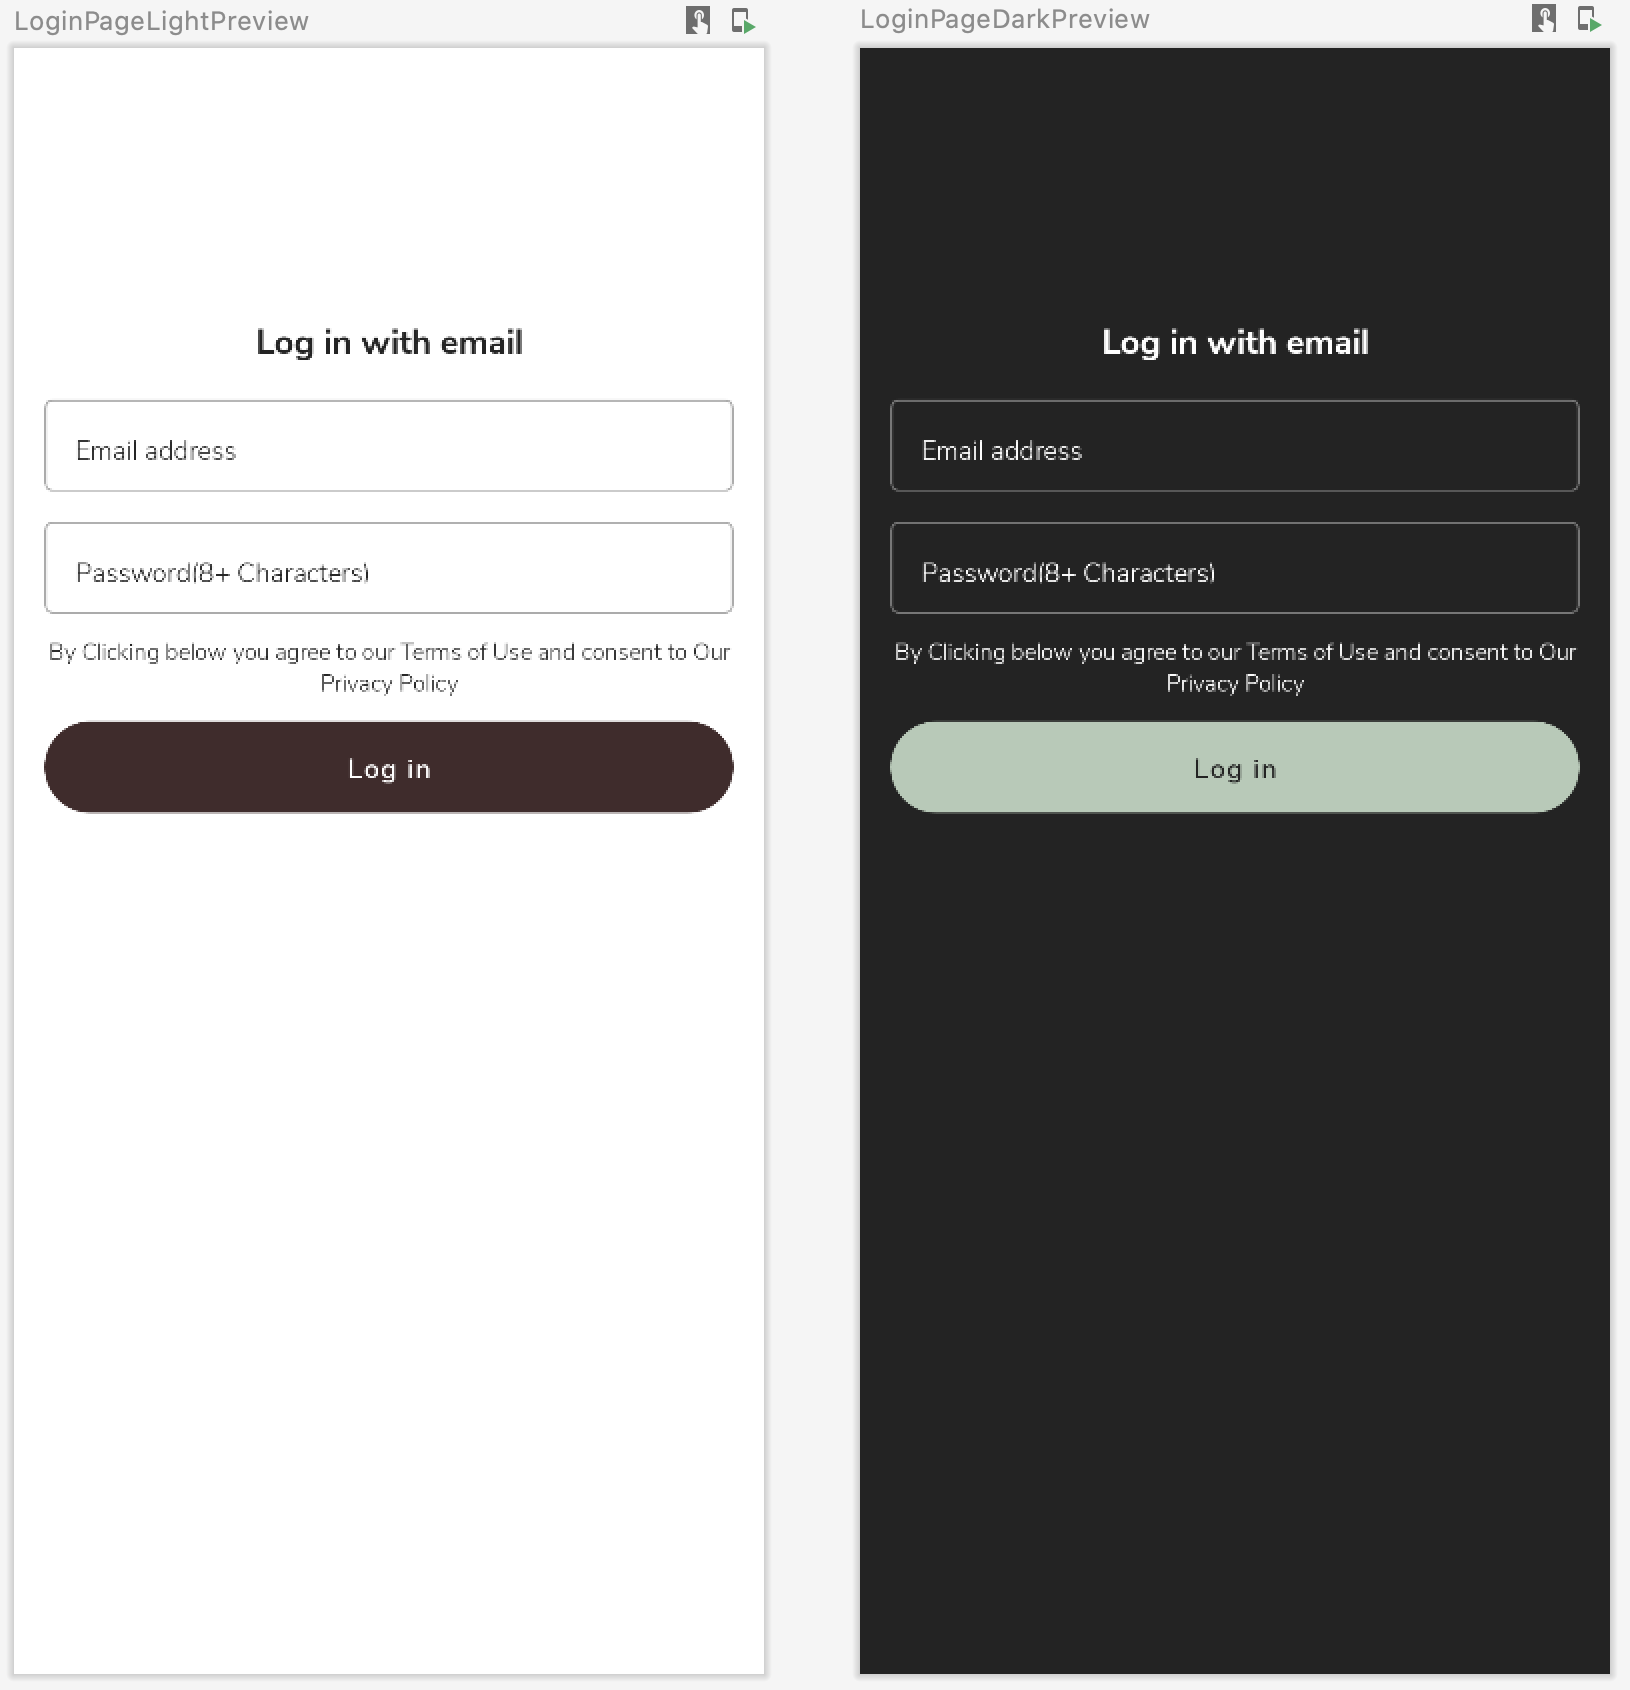 LoginPageLightPreview
Log in with email
Email address
Password(8+ Characters)
By Clicking below you agree to our Terms of Use and consent to Our
Privacy Policy
Log in
LoginPageDarkPreview
Log in with email
Email address
Password(8+ Characters)
By Clicking below you agree to our Terms of Use and consent to Our
Privacy Policy
Log in